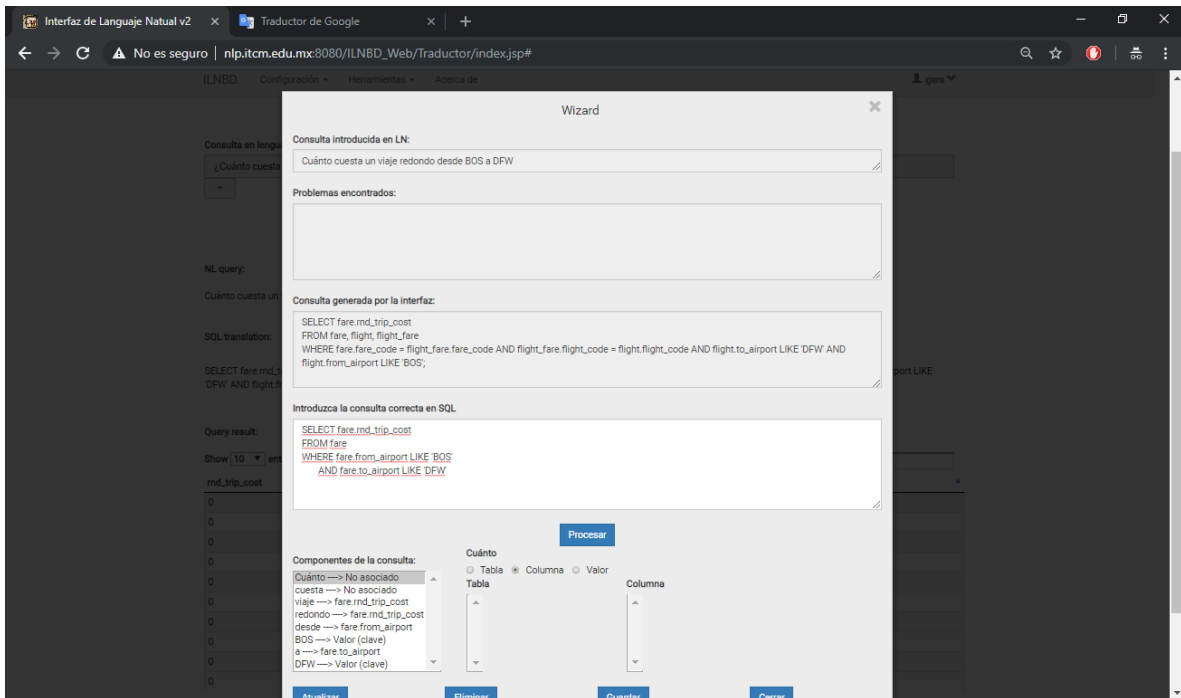 Interfaz de Languaje Natual v2
Traductor de Google
No es seguro | nlp.itcm.edu.mx:8080/ILNBD_Web/Traductor/index.jsp#
ILNBD. Configuración Herramientas Acerca de gera
Wizard
Consulta en lengu
¿Cuánto cuesta
Consulta introducida en LN:
Cuánto cuesta un viaje redondo desde BOS a DFW
Problemas encontrados:
NL query:
Cuánto cuesta un
Consulta generada por la interfaz:
SELECT fare.rnd_trip_cost
FROM fare, flight, flight_fare
WHERE fare.fare_code = flight_fare.fare_code AND flight_fare.flight_code = flight.flight_code AND flight.to_airport LIKE 'DFW' AND
flight.from_airport LIKE 'BOS';
SQL translation:
SELECT fare.rnd_t port LIKE
'DFW' AND flight.f
Introduzca la consulta correcta en SQL
SELECT fare.rnd_trip_cost
FROM fare
WHERE fare.from_airport LIKE 'BOS'
AND fare.to_airport LIKE 'DFW'
Query result:
Show 10 ent
rnd_trip_cost
0
0
0
0
0
0
0
0
0
0
Procesar
Componentes de la consulta:
Cuánto ----> No asociado
cuesta ----> No asociado
viaje ----> fare.rnd_trip_cost
redondo ----> fare.rnd_trip_cost
desde ----> fare.from_airport
BOS ----> Valor (clave)
a ----> fare.to_airport
DFW ----> Valor (clave)
Cuánto
Tabla Columna Valor
Tabla Columna
Atualizar Eliminar Guardar Cerrar